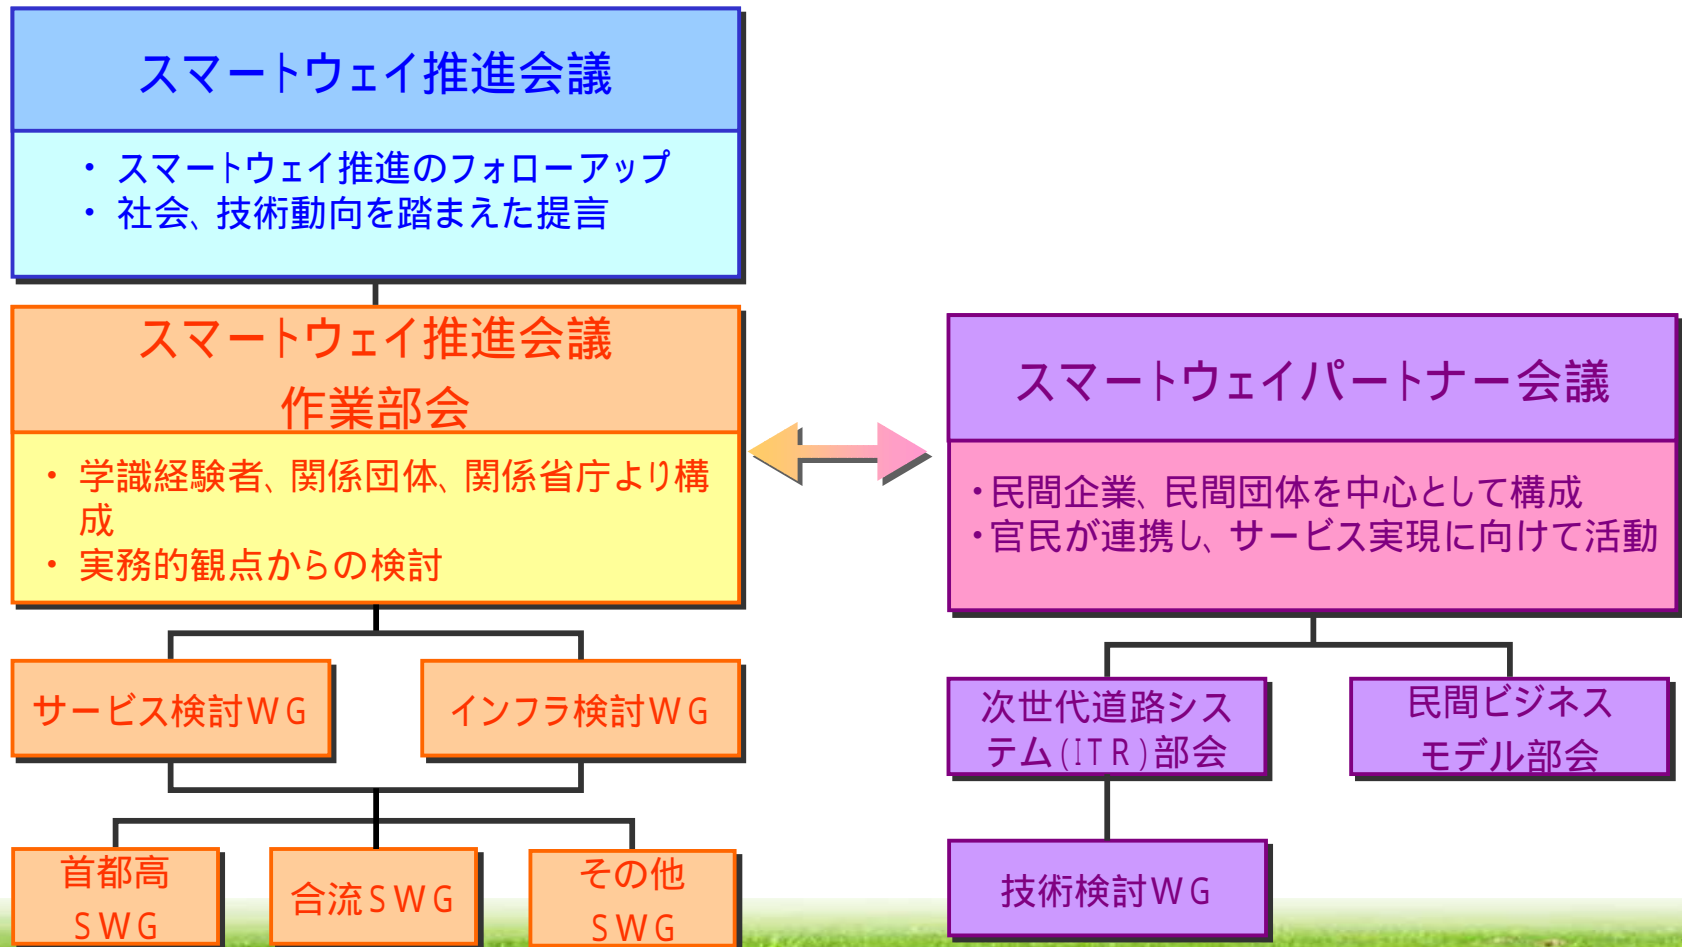 スマートウェイ推進会議
・ スマートウェイ推進のフォローアップ
・ 社会、技術動向を踏まえた提言
スマートウェイ推進会議
作業部会
・ 学識経験者、関係団体、関係省庁より構
成
・ 実務的観点からの検討
サービス検討WG
インフラ検討WG
首都高
SWG
合流SWG
その他
SWG
スマートウェイパートナー会議
・民間企業、民間団体を中心として構成
・官民が連携し、サービス実現に向けて活動
次世代道路シス
テム(ITR)部会
民間ビジネス
モデル部会
技術検討WG